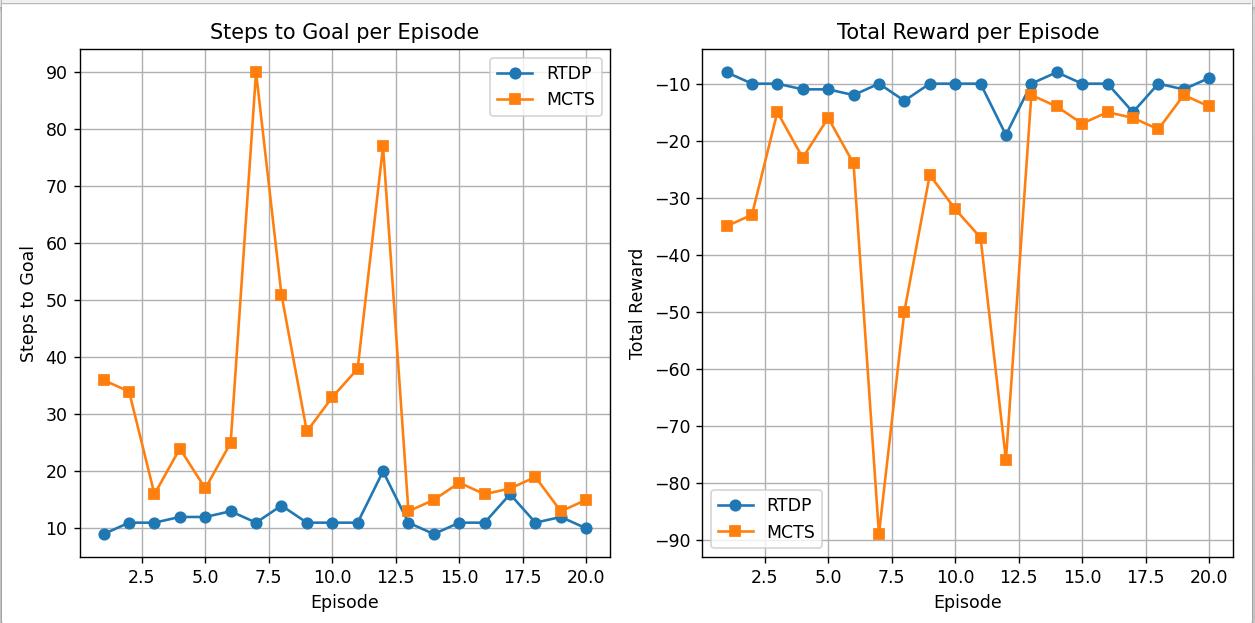 Steps to Goal per Episode
90
80
70
60
50
40
30
20
10
Steps to Goal
RTDP
MCTS
2.5 5.0 7.5 10.0 12.5 15.0 17.5 20.0
Episode
Total Reward per Episode
−10
−20
−30
−40
−50
−60
−70
−80
−90
Total Reward
RTDP
MCTS
2.5 5.0 7.5 10.0 12.5 15.0 17.5 20.0
Episode